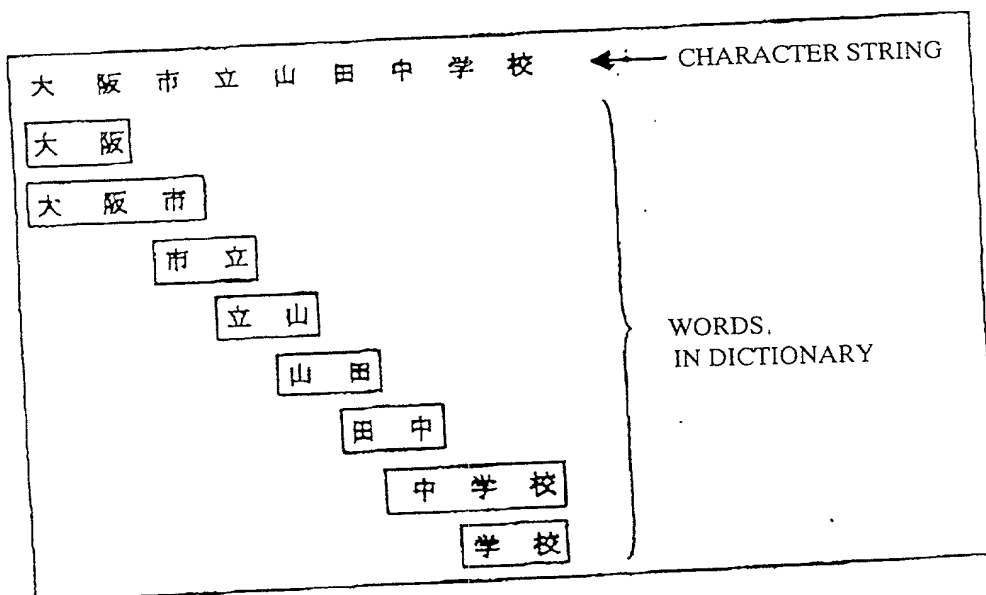 大阪市立山田中学校 ← CHARACTER STRING
大阪
大阪市
市立
立山
山田
WORDS.
IN DICTIONARY
田中
中学校
学校